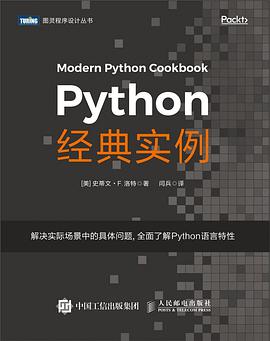 TURING 图灵程序设计丛书 Packt>
Modern Python Cookbook
Python
经典实例
[美] 史蒂文·F. 洛特 著 闫兵 译
解决实际场景中的具体问题, 全面了解Python语言特性
中国工信出版集团 人民邮电出版社
POSTS & TELECOM PRESS